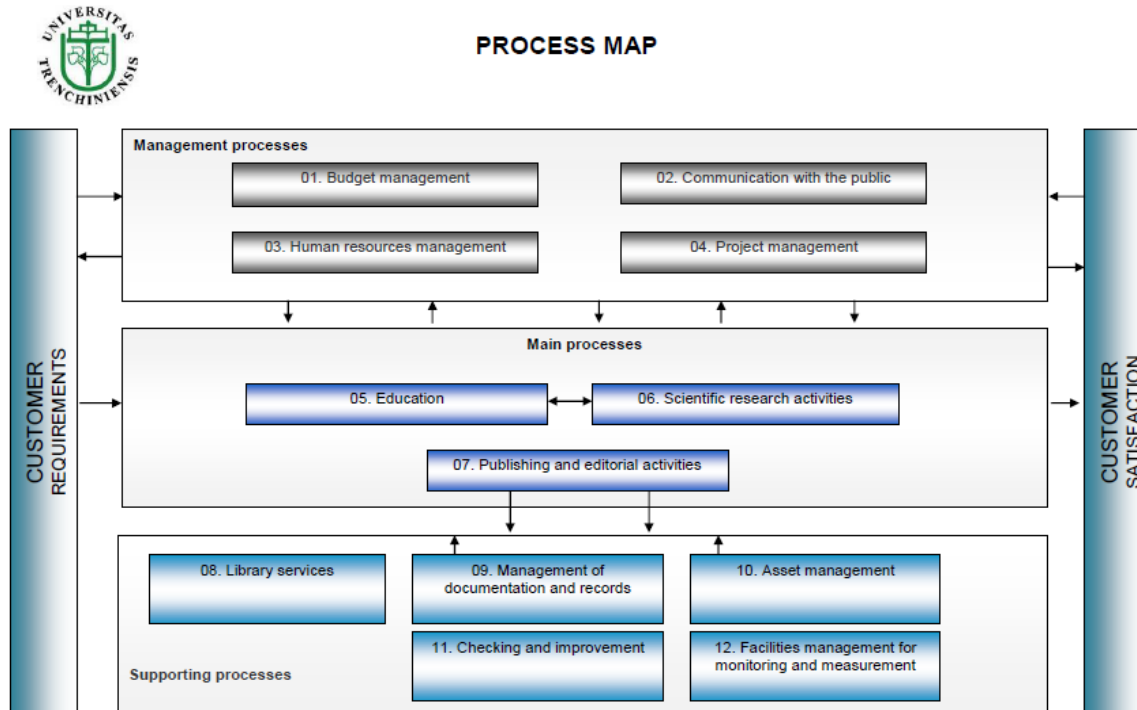 UNIVERSITAS
TRENCHINIENSIS
PROCESS MAP
CUSTOMER
REQUIREMENTS
Management processes
01. Budget management
02. Communication with the public
03. Human resources management
04. Project management
Main processes
05. Education
06. Scientific research activities
07. Publishing and editorial activities
08. Library services
09. Management of
documentation and records
10. Asset management
11. Checking and improvement
12. Facilities management for
monitoring and measurement
Supporting processes
CUSTOMER
SATISFACTION